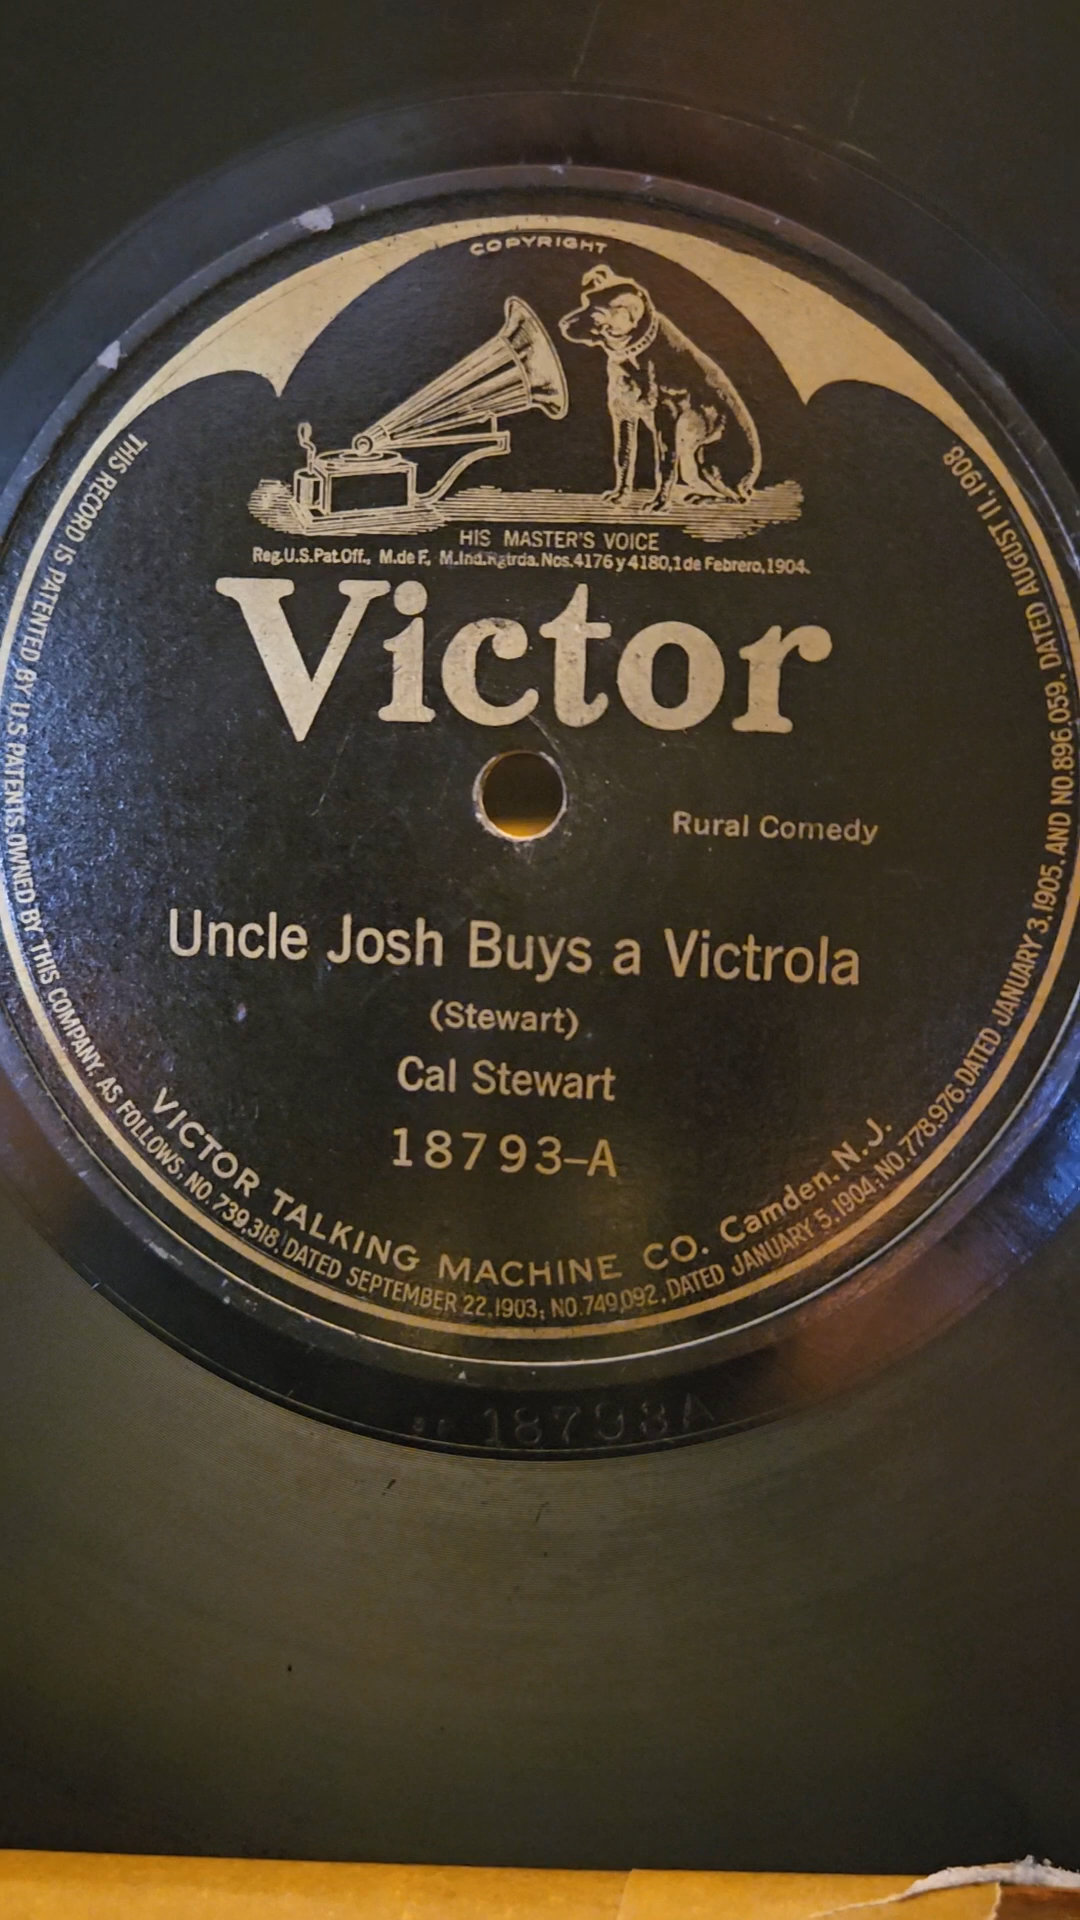 COPYRIGHT
HIS MASTER'S VOICE
Reg.U.S.Pat.Off., M.de F., M.Ind.Rgtrda.Nos.4176 y 4180,1 de Febrero,1904.
Victor
Rural Comedy
Uncle Josh Buys a Victrola
(Stewart)
Cal Stewart
18793-A
VICTOR TALKING MACHINE CO. Camden. N.J.
THIS RECORD IS PATENTED BY U.S. PATENTS. OWNED BY THIS COMPANY. AS FOLLOWS, NO. 739,318, DATED SEPTEMBER 22,1903; NO.749,092, DATED JANUARY 5,1904; NO.778,976, DATED JANUARY 3,1905, AND NO.896,059, DATED AUGUST 11,1908.
18793A